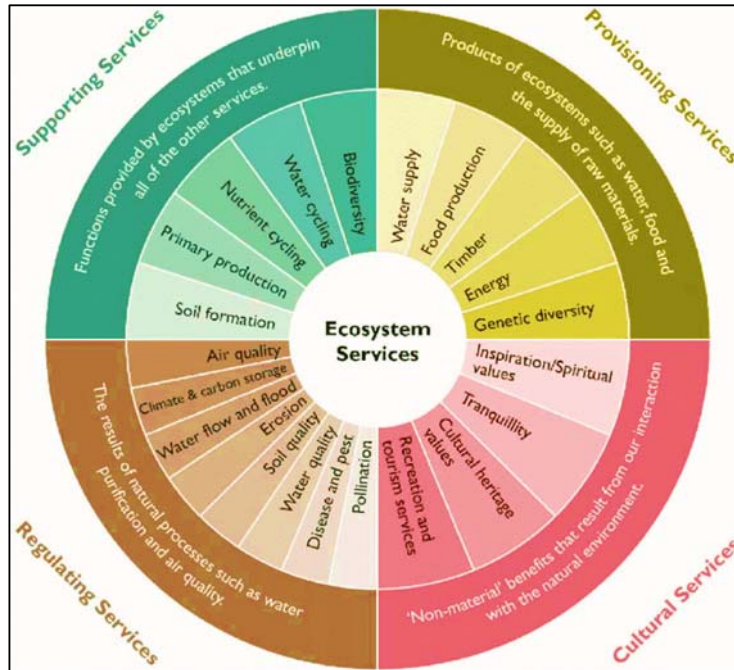 Supporting Services
Functions provided by ecosystems that underpin
all of the other services.
Soil formation
Primary production
Nutrient cycling
Water cycling
Biodiversity
Provisioning Services
Products of ecosystems such as water, food and
the supply of raw materials.
Water supply
Food production
Timber
Energy
Genetic diversity
Ecosystem
Services
Cultural Services
'Non-material' benefits that result from our interaction
with the natural environment.
Inspiration/Spiritual
values
Tranquillity
Cultural heritage
values
Recreation and
tourism services
Regulating Services
The results of natural processes such as water
purification and air quality.
Air quality
Climate & carbon storage
Water flow and flood
Erosion
Soil quality
Water quality
Disease and pest
Pollination